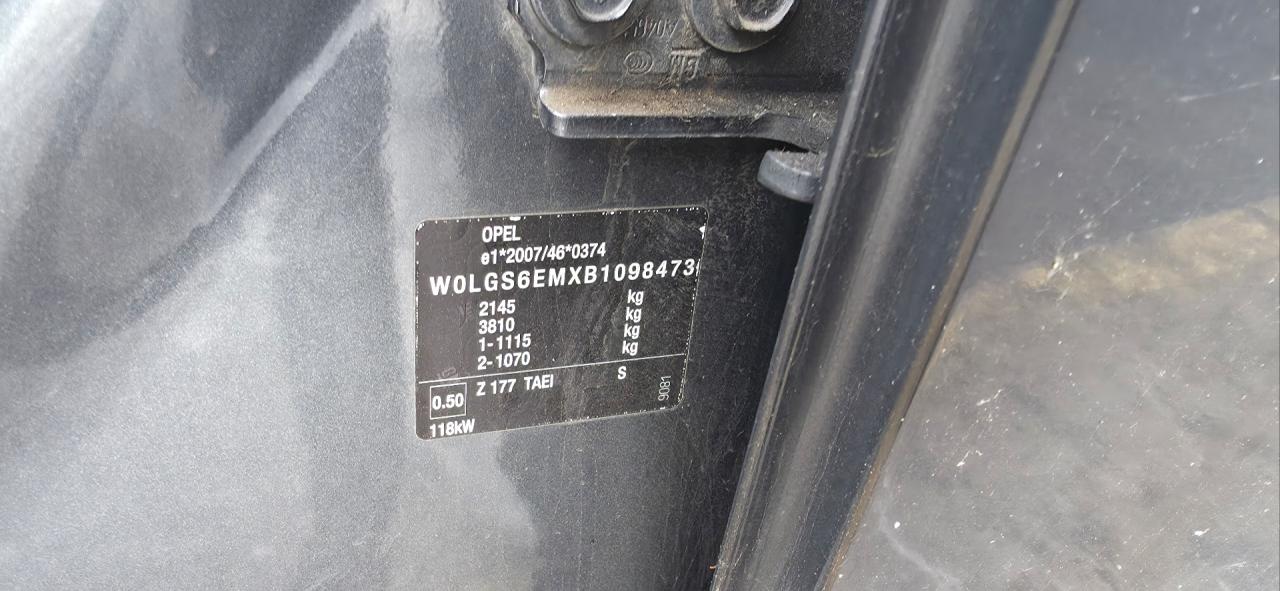 OPEL
e1*2007/46*0374
W0LGS6EMXB1098473
2145 kg
3810 kg
1-1115 kg
2-1070 kg
0.50 Z 177 TAEI S
118kW
9081